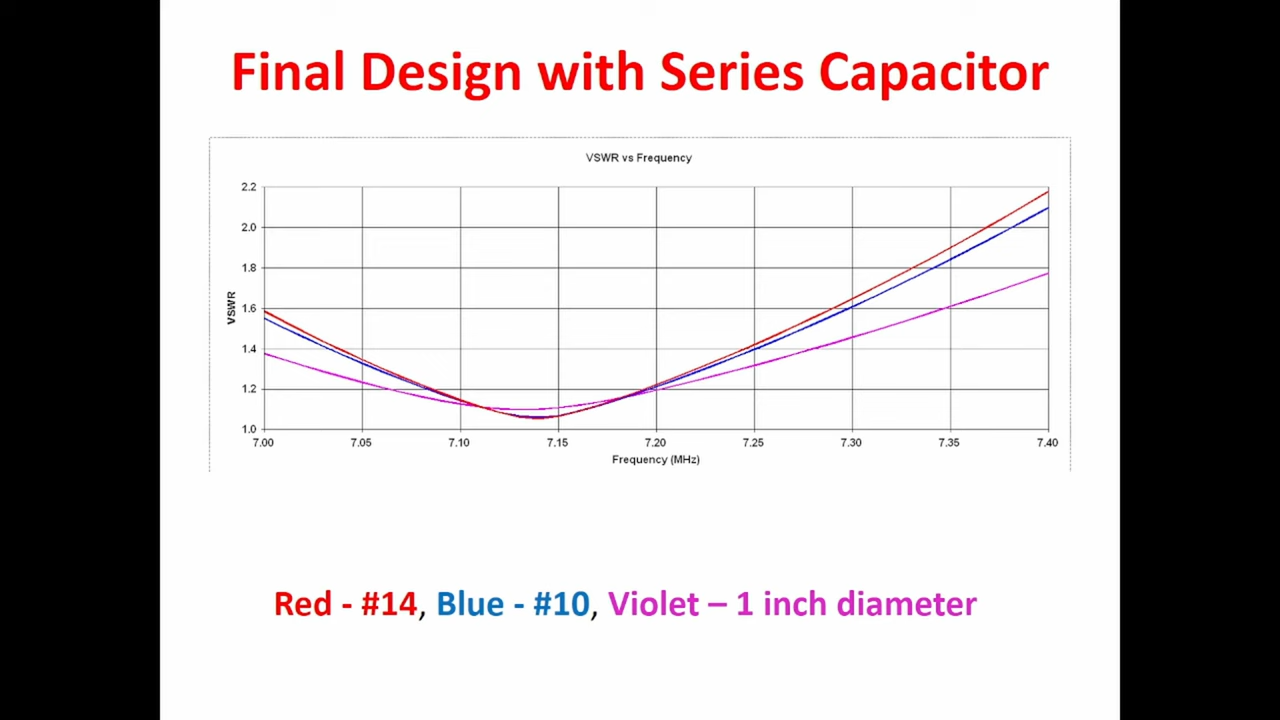 Final Design with Series Capacitor
VSWR vs Frequency
2.2
2.0
1.8
1.6
1.4
1.2
1.0
VSWR
7.00 7.05 7.10 7.15 7.20 7.25 7.30 7.35 7.40
Frequency (MHz)
Red - #14, Blue - #10, Violet – 1 inch diameter